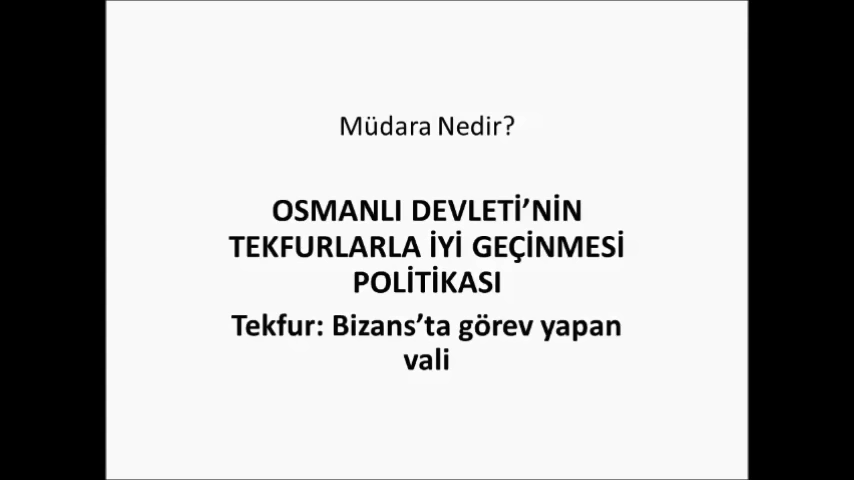 Müdara Nedir?
OSMANLI DEVLETİ’NİN
TEKFURLARLA İYİ GEÇİNMESİ
POLİTİKASI
Tekfur: Bizans’ta görev yapan
vali